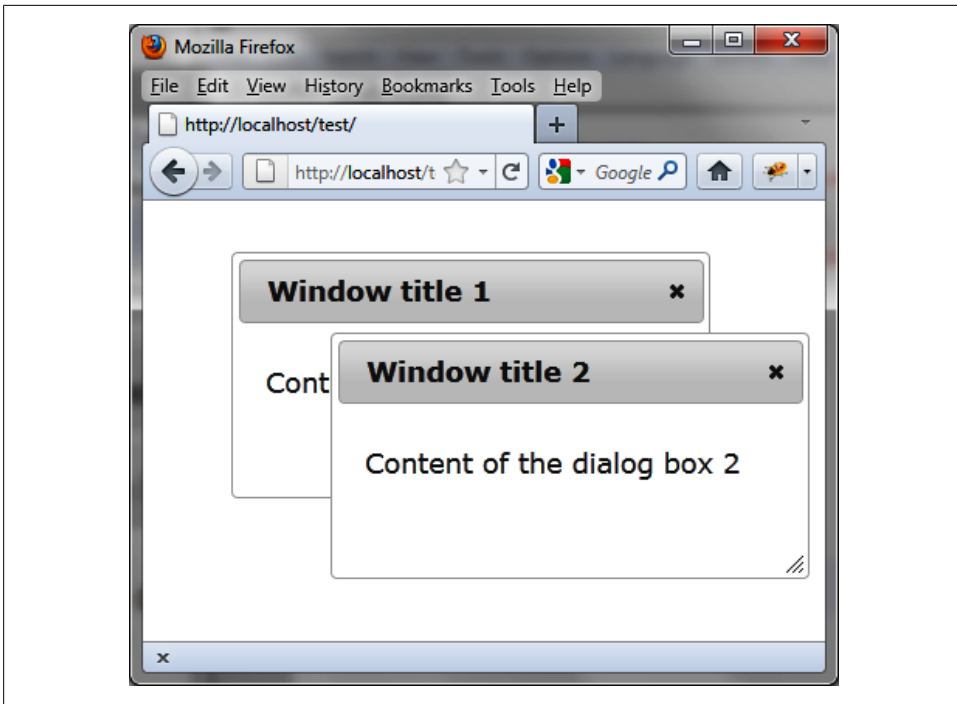 Mozilla Firefox
File Edit View History Bookmarks Tools Help
http://localhost/test/
http://localhost/t Google
Window title 1
Cont
Window title 2
Content of the dialog box 2